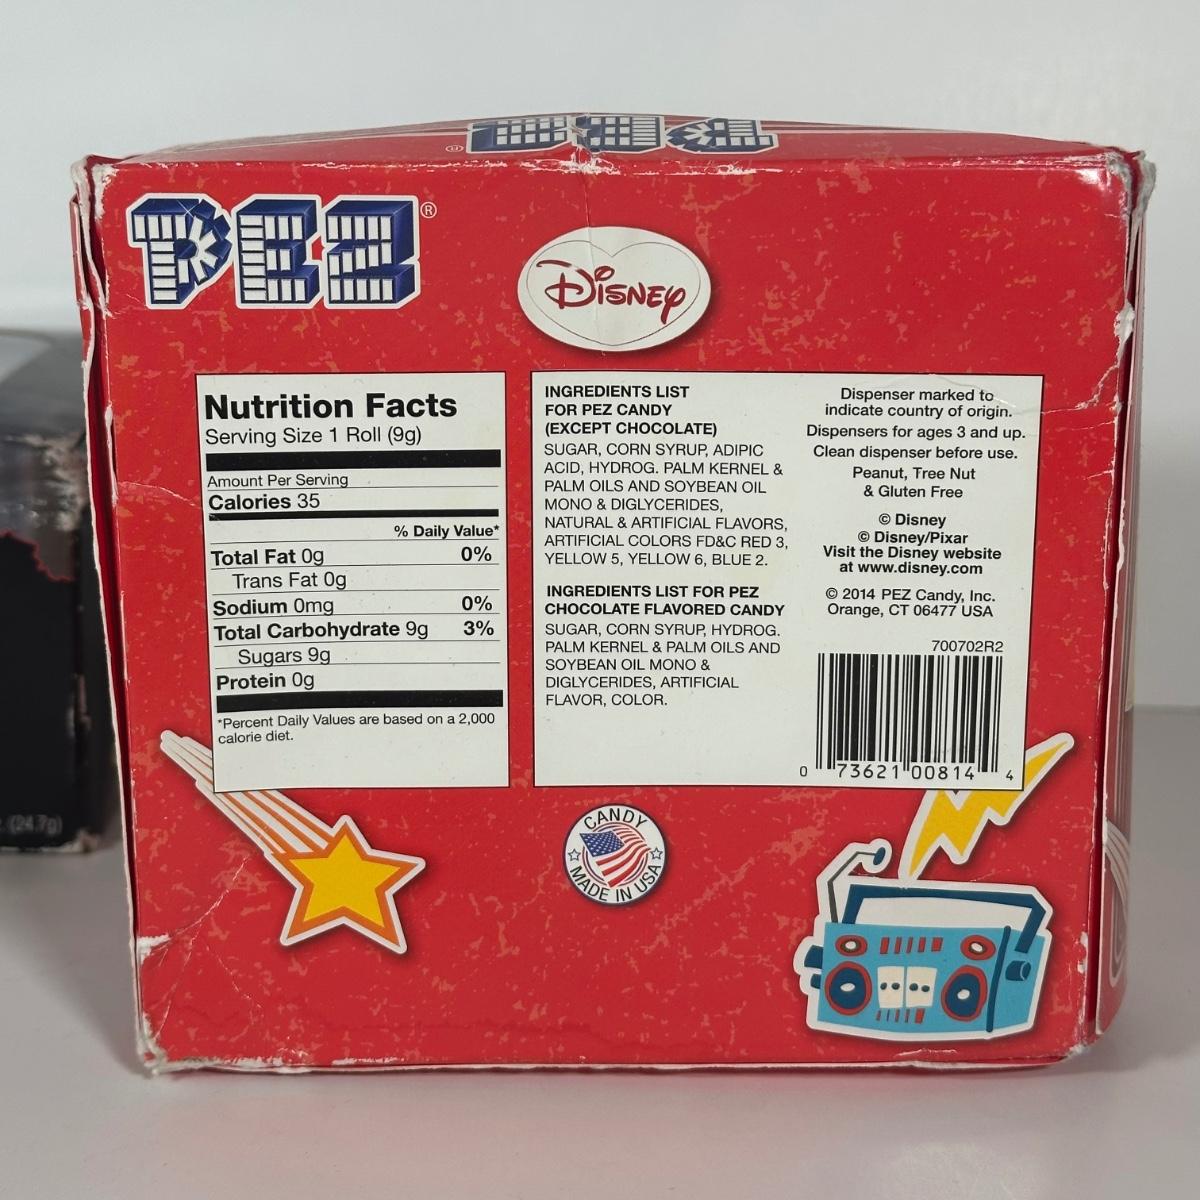 PEZ
PEZ®
Disney
Nutrition Facts
Serving Size 1 Roll (9g)
Amount Per Serving
Calories 35
% Daily Value*
Total Fat 0g 0%
Trans Fat 0g
Sodium 0mg 0%
Total Carbohydrate 9g 3%
Sugars 9g
Protein 0g
*Percent Daily Values are based on a 2,000
calorie diet.
INGREDIENTS LIST
FOR PEZ CANDY
(EXCEPT CHOCOLATE)
SUGAR, CORN SYRUP, ADIPIC
ACID, HYDROG. PALM KERNEL &
PALM OILS AND SOYBEAN OIL
MONO & DIGLYCERIDES,
NATURAL & ARTIFICIAL FLAVORS,
ARTIFICIAL COLORS FD&C RED 3,
YELLOW 5, YELLOW 6, BLUE 2.
INGREDIENTS LIST FOR PEZ
CHOCOLATE FLAVORED CANDY
SUGAR, CORN SYRUP, HYDROG.
PALM KERNEL & PALM OILS AND
SOYBEAN OIL MONO &
DIGLYCERIDES, ARTIFICIAL
FLAVOR, COLOR.
Dispenser marked to
indicate country of origin.
Dispensers for ages 3 and up.
Clean dispenser before use.
Peanut, Tree Nut
& Gluten Free
© Disney
© Disney/Pixar
Visit the Disney website
at www.disney.com
© 2014 PEZ Candy, Inc.
Orange, CT 06477 USA
700702R2
0 73621 00814 4
CANDY
MADE IN USA
(24.7g)